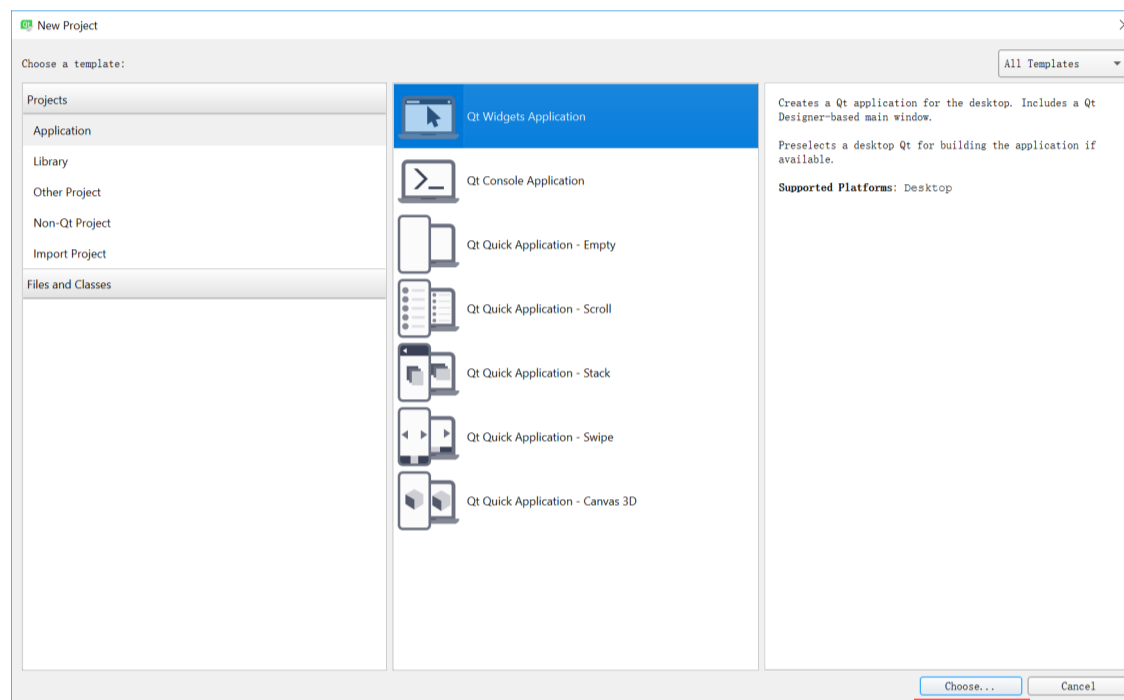 New Project
Choose a template:
All Templates
Projects
Application
Library
Other Project
Non-Qt Project
Import Project
Files and Classes
Qt Widgets Application
Qt Console Application
Qt Quick Application - Empty
Qt Quick Application - Scroll
Qt Quick Application - Stack
Qt Quick Application - Swipe
Qt Quick Application - Canvas 3D
Creates a Qt application for the desktop. Includes a Qt
Designer-based main window.
Preselects a desktop Qt for building the application if
available.
Supported Platforms: Desktop
Choose...
Cancel